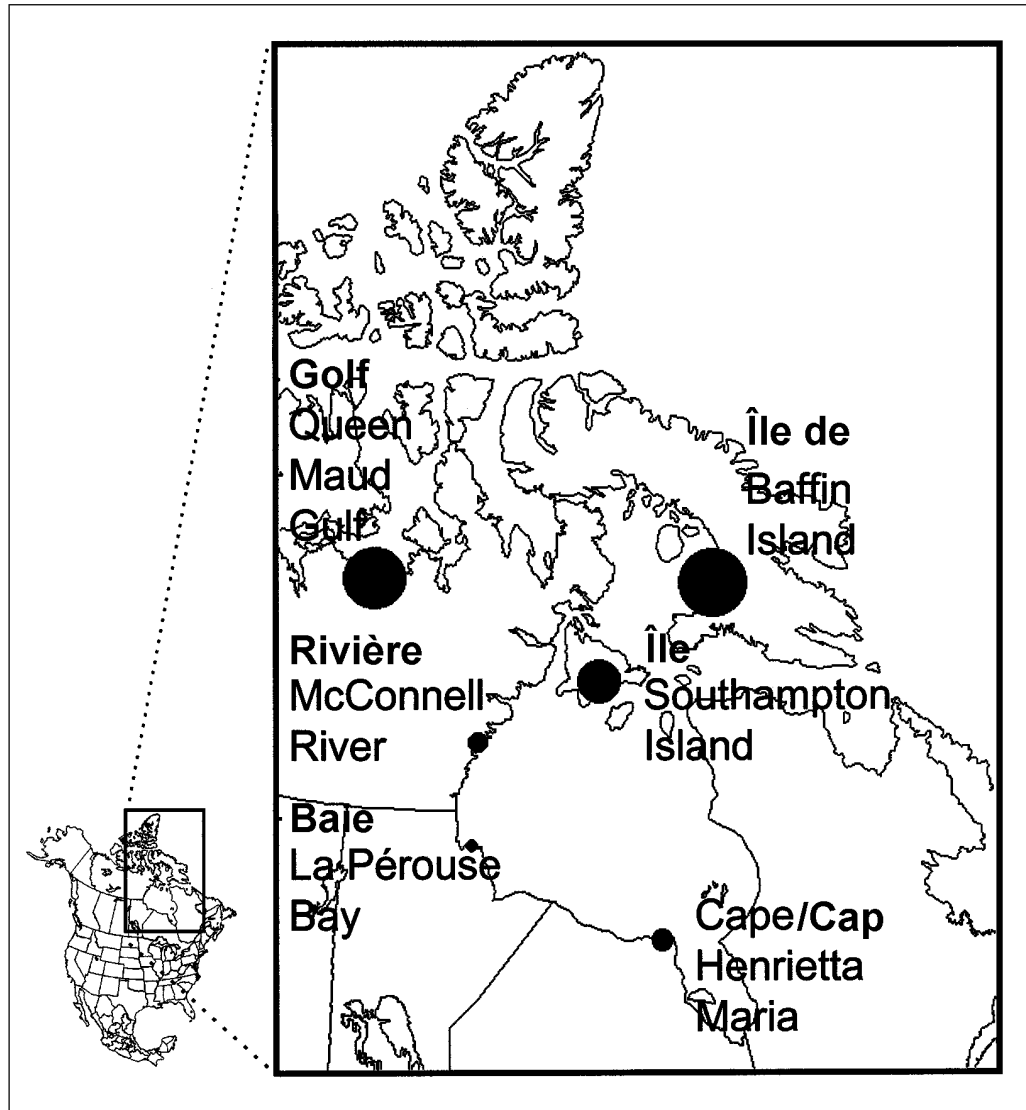 Golf
Queen
Maud
Gulf
Île de
Baffin
Island
Rivière
McConnell
River
Île
Southampton
Island
Baie
La Pérouse
Bay
Cape/Cap
Henrietta
Maria